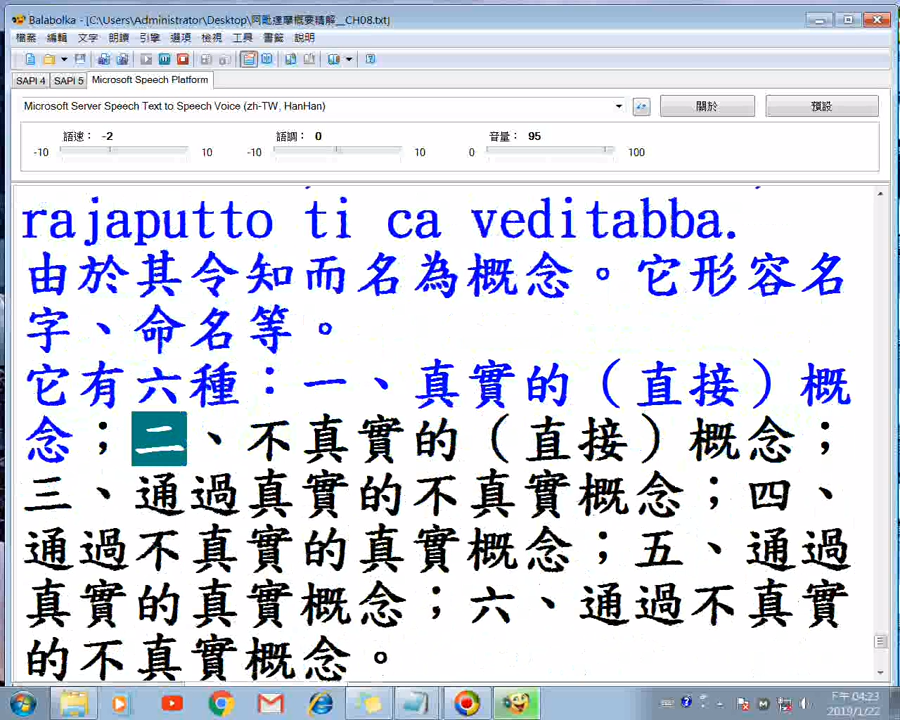 Balabolka - [C:\Users\Administrator\Desktop\阿毗達摩概要精解__CH08.txt]
檔案 編輯 文字 朗讀 引擎 選項 檢視 工具 書籤 說明
SAPI 4 SAPI 5 Microsoft Speech Platform
Microsoft Server Speech Text to Speech Voice (zh-TW, HanHan) 關於 預設
語速： -2 語調： 0 音量： 95
-10 10 -10 10 0 100
rajaputto ti ca veditabba.
由於其令知而名為概念。它形容名
字、命名等。
它有六種：一、真實的（直接）概
念；二、不真實的（直接）概念；
三、通過真實的不真實概念；四、
通過不真實的真實概念；五、通過
真實的真實概念；六、通過不真實
的不真實概念。
下午 04:23
2019/1/22